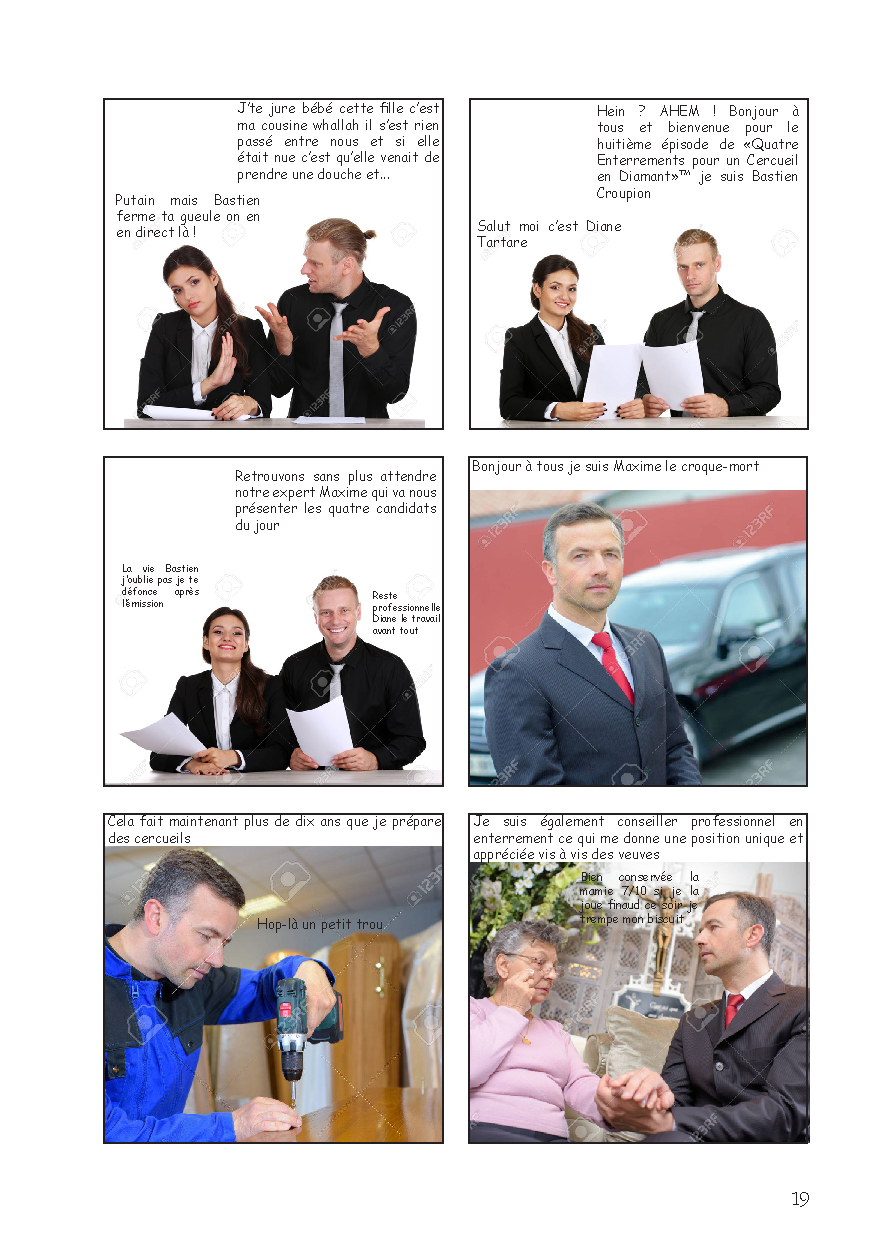 J'te jure bébé cette fille c'est
ma cousine whallah il s'est rien
passé entre nous et si elle
était nue c'est qu'elle venait de
prendre une douche et...
Putain mais Bastien
ferme ta gueule on en
en direct là !
Hein ? AHEM ! Bonjour à
tous et bienvenue pour le
huitième épisode de «Quatre
Enterrements pour un Cercueil
en Diamant»™ je suis Bastien
Croupion
Salut moi c'est Diane
Tartare
Retrouvons sans plus attendre
notre expert Maxime qui va nous
présenter les quatre candidats
du jour
La vie Bastien
j'oublie pas je te
défonce après
l'émission
Reste
professionnelle
Diane le travail
avant tout
Bonjour à tous je suis Maxime le croque-mort
Cela fait maintenant plus de dix ans que je prépare
des cercueils
Hop-là un petit trou
Je suis également conseiller professionnel en
enterrement ce qui me donne une position unique et
appréciée vis à vis des veuves
Bien conservée la
mamie 7/10 si je la
joue finaud ce soir je
trempe mon biscuit
123RF
19